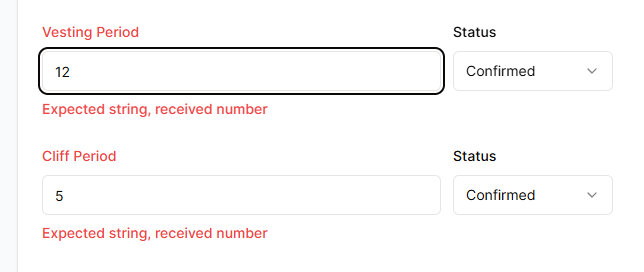 Vesting Period
Status
12
Confirmed
Expected string, received number
Cliff Period
Status
5
Confirmed
Expected string, received number